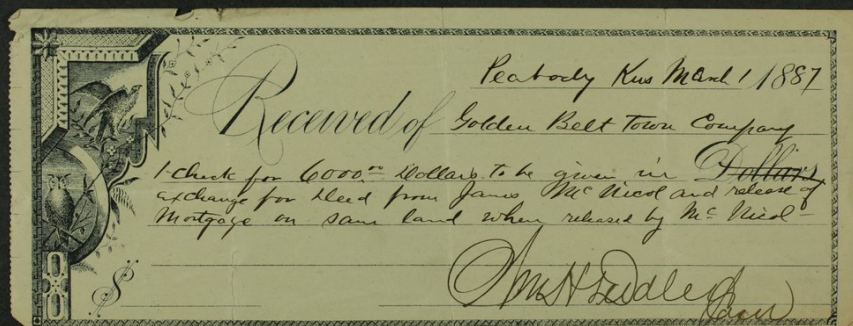 Peabody Kns March 1 1887
Received of Golden Belt Town Company
1 check for 6000.00 Dollars to be given in Dollars
exchange for Deed from James McNicol and release of
Mortgage on same land when released by McNicol-
$ Wm H Dudley